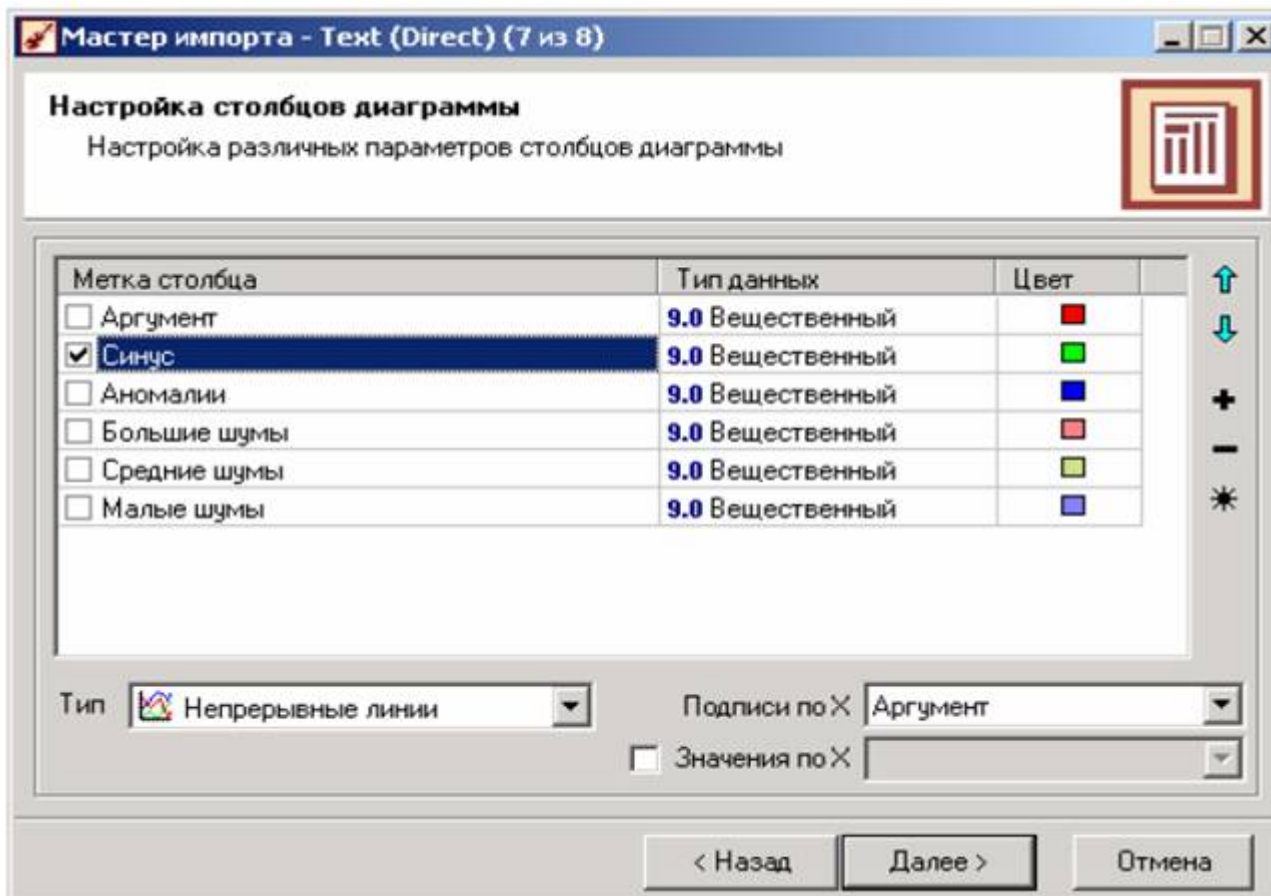 Мастер импорта - Text (Direct) (7 из 8)
Настройка столбцов диаграммы
Настройка различных параметров столбцов диаграммы
Метка столбца Тип данных Цвет
Аргумент 9.0 Вещественный
Синус 9.0 Вещественный
Аномалии 9.0 Вещественный
Большие шумы 9.0 Вещественный
Средние шумы 9.0 Вещественный
Малые шумы 9.0 Вещественный
Тип Непрерывные линии Подписи по X Аргумент
Значения по X
< Назад Далее > Отмена